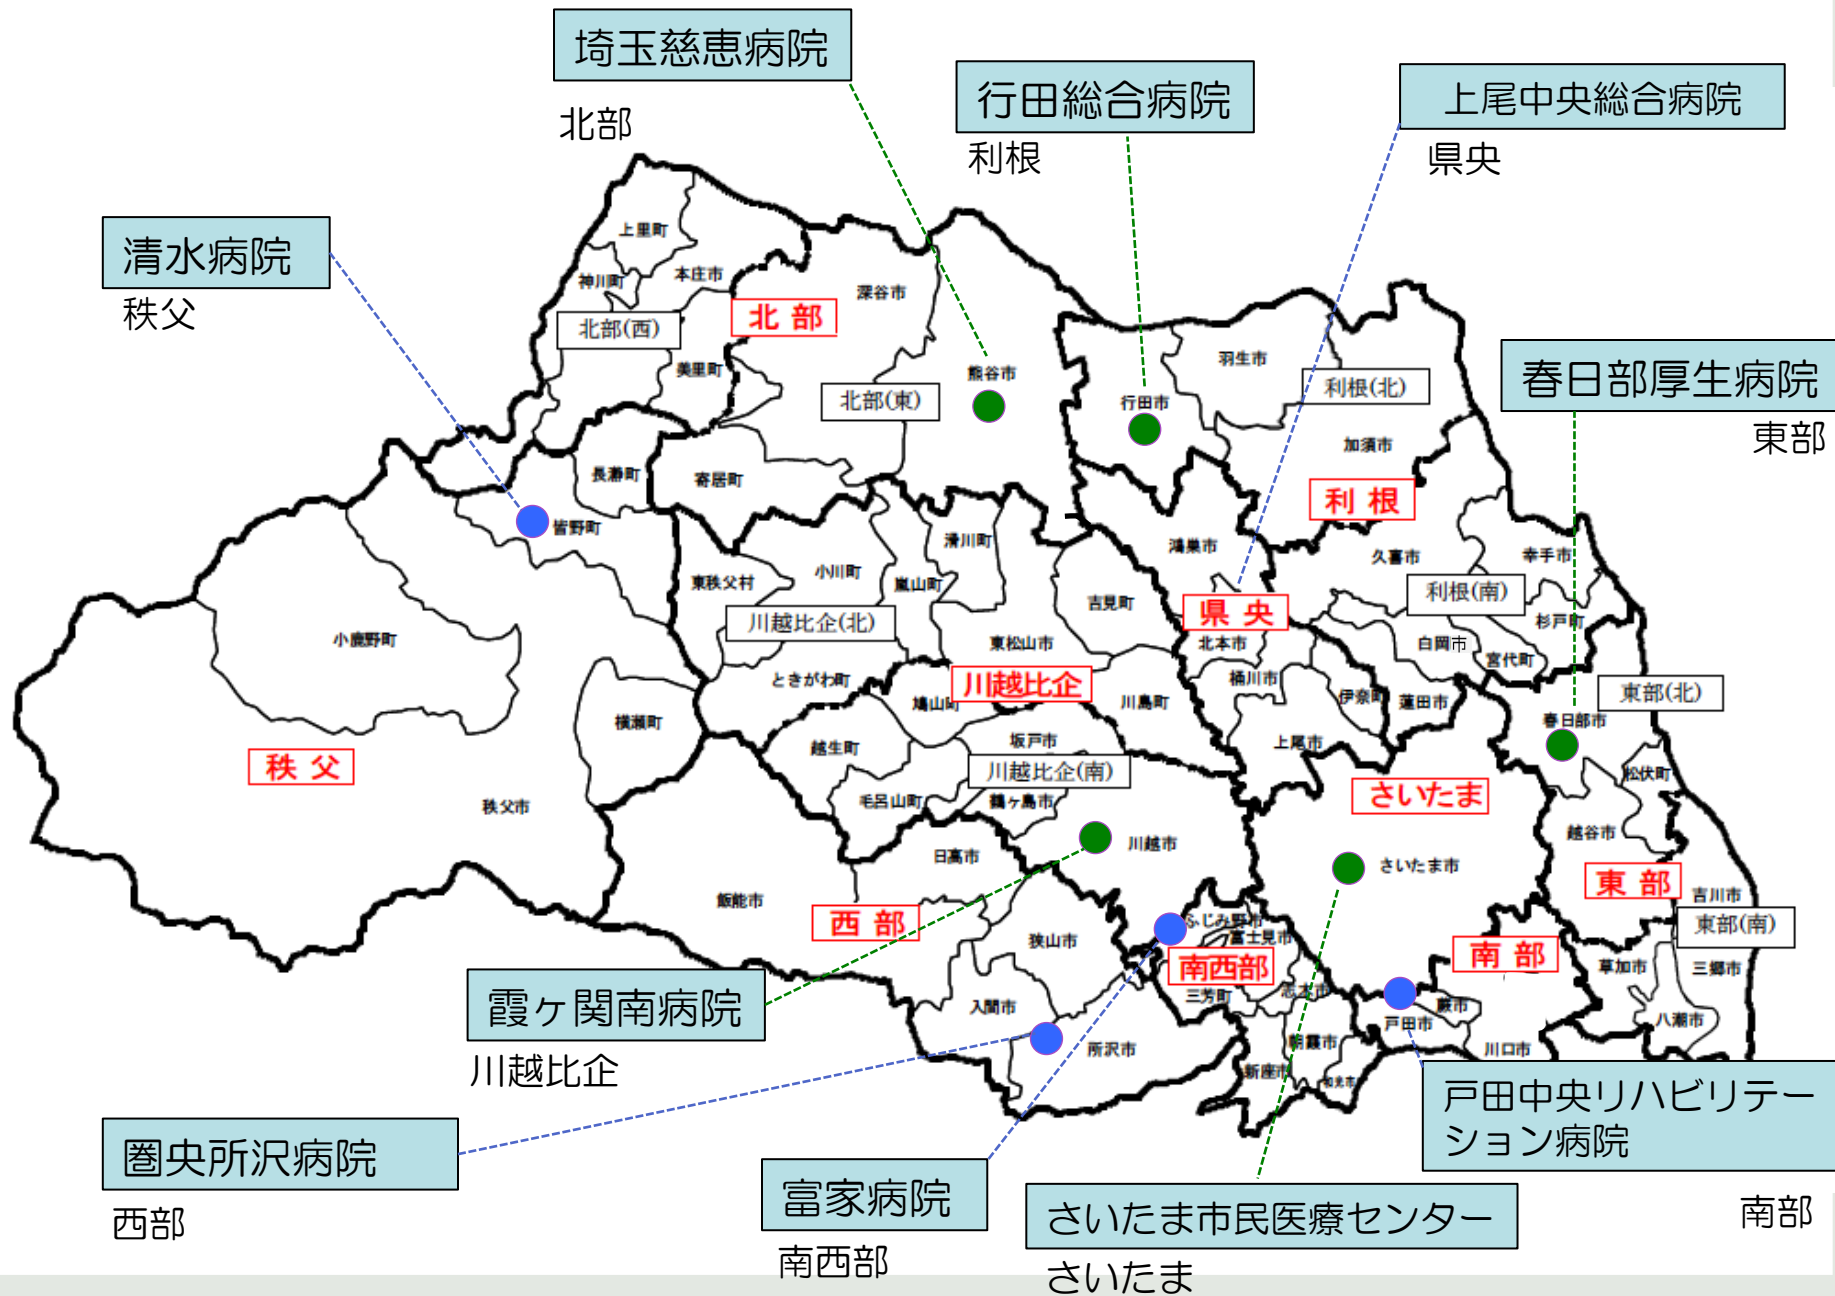 埼玉慈恵病院
北部
行田総合病院
利根
上尾中央総合病院
県央
清水病院
秩父
春日部厚生病院
東部
上里町
神川町
本庄市
北部(西)
美里町
北部
深谷市
北部(東)
熊谷市
行田市
羽生市
利根(北)
加須市
利根
長瀞町
寄居町
皆野町
東秩父村
小川町
嵐山町
滑川町
吉見町
鴻巣市
久喜市
幸手市
利根(南)
杉戸町
白岡市
宮代町
川越比企(北)
東松山市
県央
北本市
桶川市
伊奈町
蓮田市
小鹿野町
ときがわ町
鳩山町
川越比企
川島町
上尾市
東部(北)
春日部市
松伏町
横瀬町
越生町
坂戸市
川越比企(南)
毛呂山町
鶴ヶ島市
秩父
秩父市
さいたま
越谷市
川越市
さいたま市
日高市
飯能市
西部
狭山市
東部
吉川市
東部(南)
ふじみ野市
富士見市
南西部
三芳町
志木市
南部
草加市
三郷市
八潮市
蕨市
戸田市
川口市
入間市
所沢市
朝霞市
新座市
和光市
霞ヶ関南病院
川越比企
圏央所沢病院
西部
富家病院
南西部
さいたま市民医療センター
さいたま
戸田中央リハビリテー
ション病院
南部